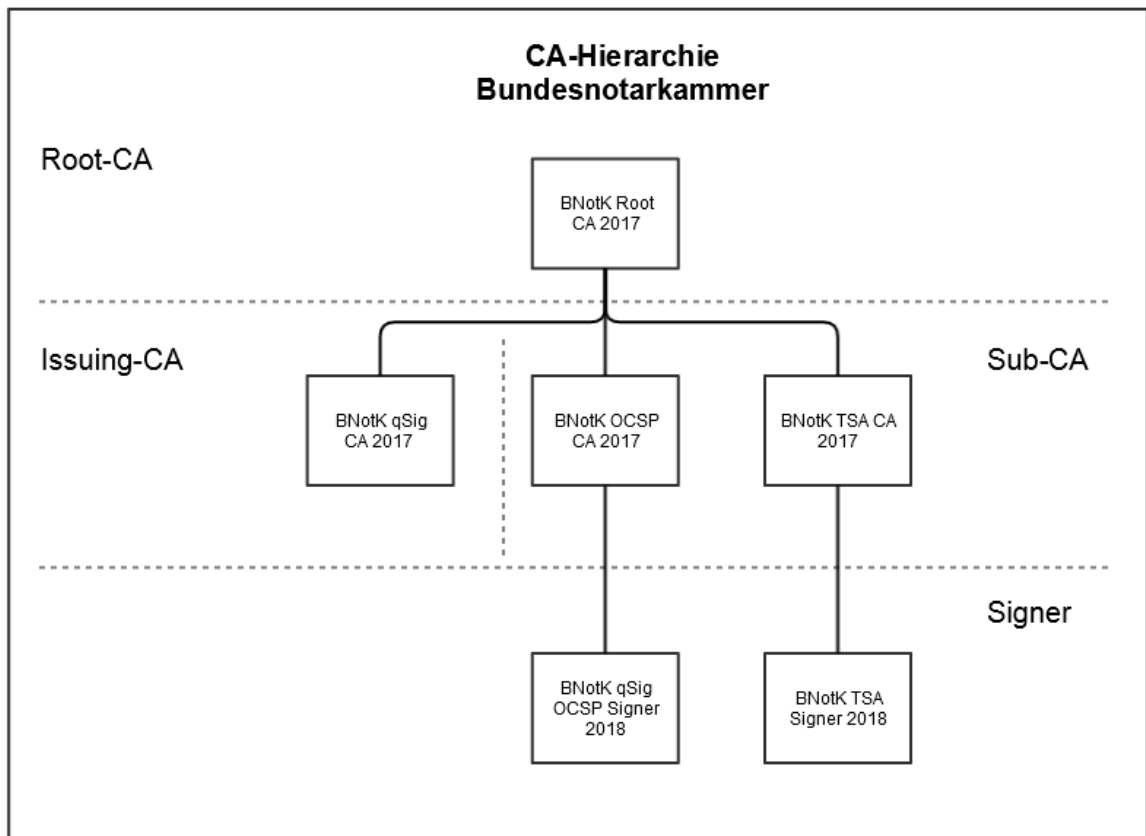 CA-Hierarchie
Bundesnotarkammer
Root-CA
BNotK Root
CA 2017
Issuing-CA
Sub-CA
BNotK qSig
CA 2017
BNotK OCSP
CA 2017
BNotK TSA CA
2017
Signer
BNotK qSig
OCSP Signer
2018
BNotK TSA
Signer 2018